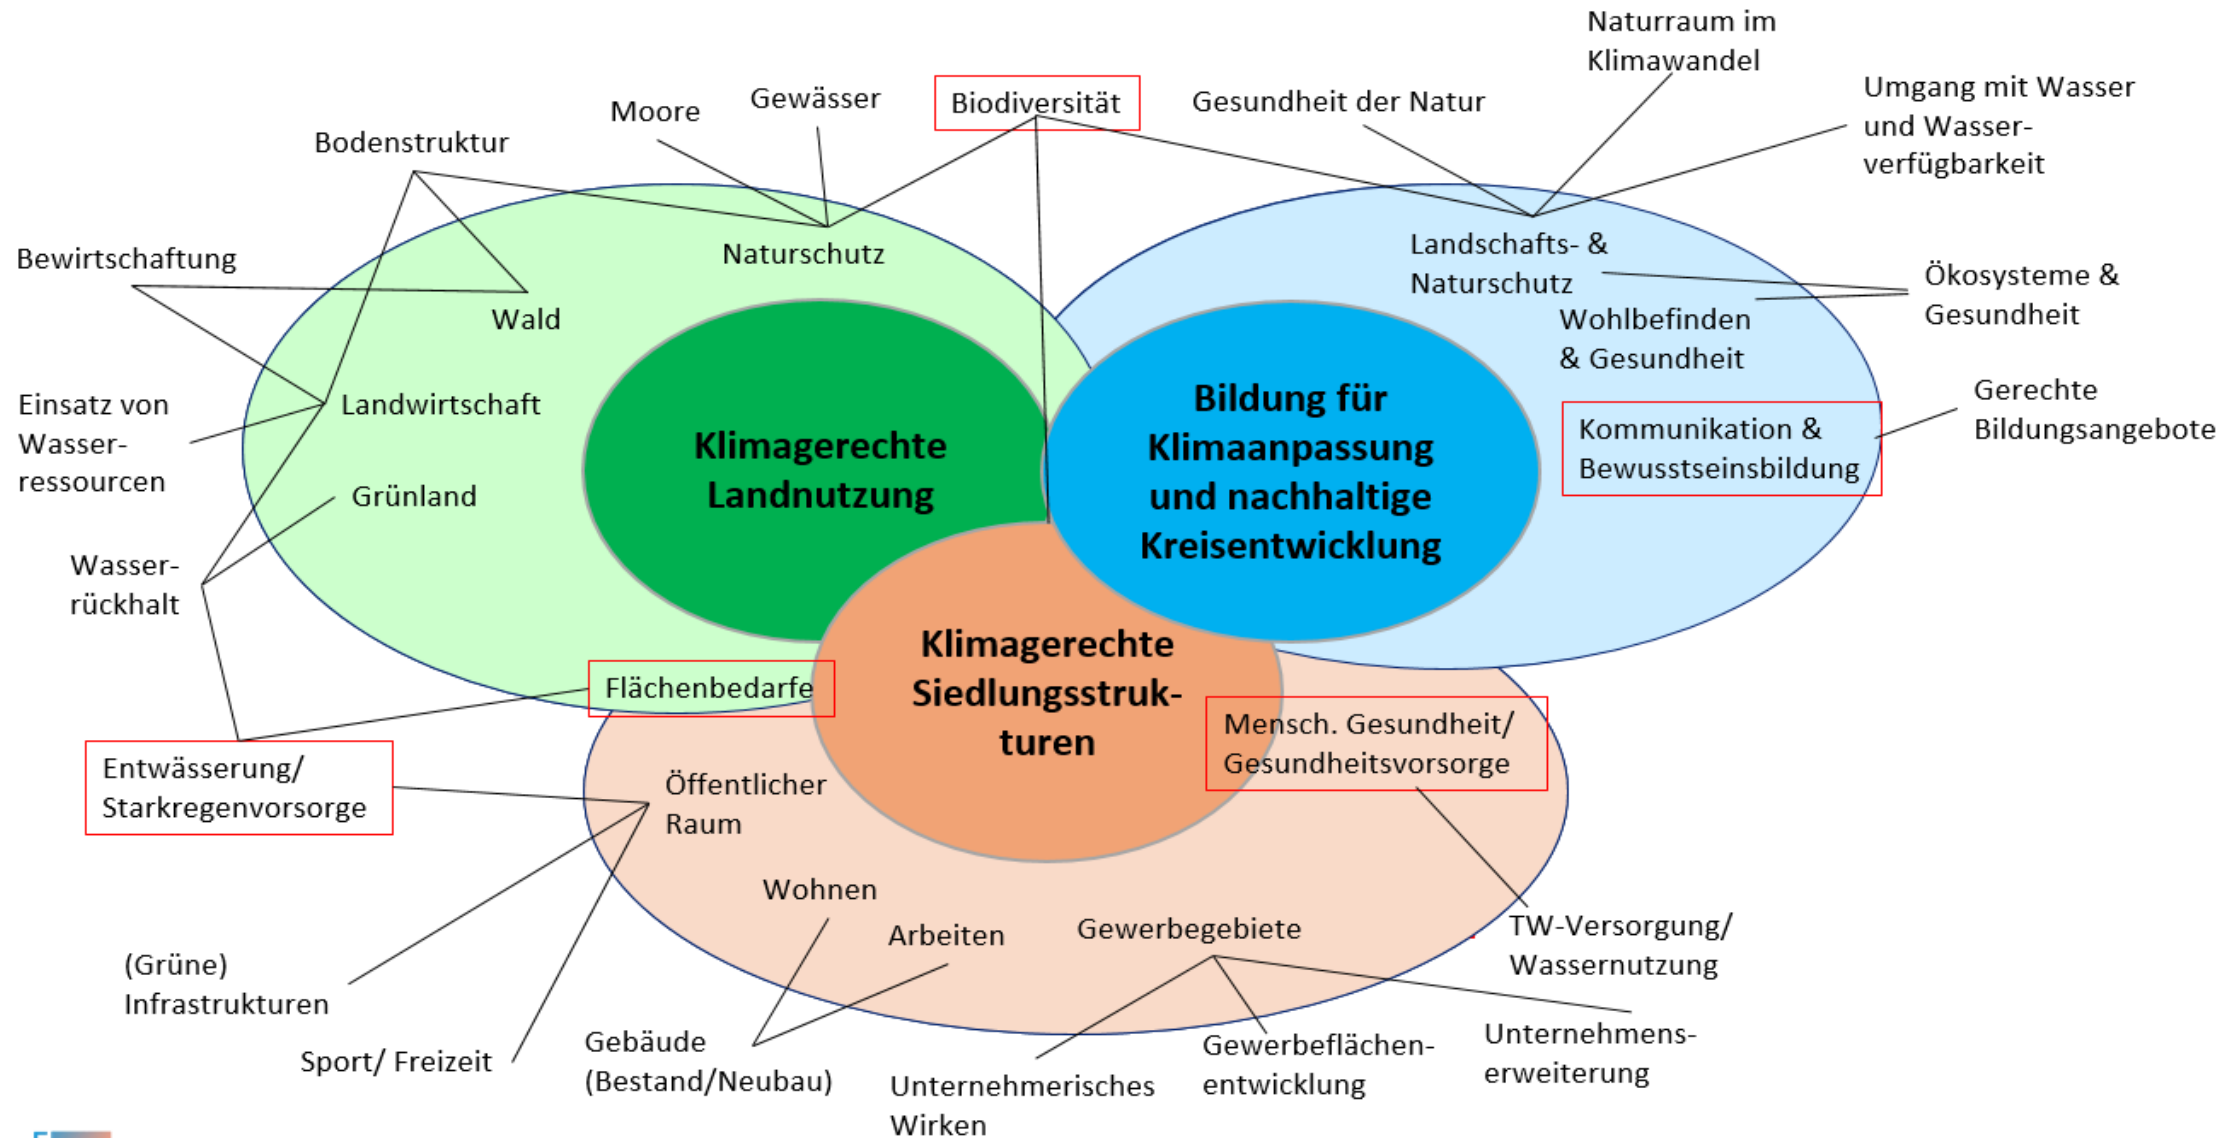 Naturraum im
Klimawandel
Umgang mit Wasser
und Wasser-
verfügbarkeit
Gesundheit der Natur
Biodiversität
Gewässer
Moore
Bodenstruktur
Bewirtschaftung
Naturschutz
Wald
Landschafts- &
Naturschutz
Ökosysteme &
Gesundheit
Wohlbefinden
& Gesundheit
Einsatz von
Wasser-
ressourcen
Landwirtschaft
Grünland
Klimagerechte
Landnutzung
Bildung für
Klimaanpassung
und nachhaltige
Kreisentwicklung
Kommunikation &
Bewusstseinsbildung
Gerechte
Bildungsangebote
Wasser-
rückhalt
Flächenbedarfe
Klimagerechte
Siedlungsstruk-
turen
Mensch. Gesundheit/
Gesundheitsvorsorge
Entwässerung/
Starkregenvorsorge
Öffentlicher
Raum
Wohnen
Arbeiten
Gewerbegebiete
TW-Versorgung/
Wassernutzung
(Grüne)
Infrastrukturen
Sport/ Freizeit
Gebäude
(Bestand/Neubau)
Unternehmerisches
Wirken
Gewerbeflächen-
entwicklung
Unternehmens-
erweiterung